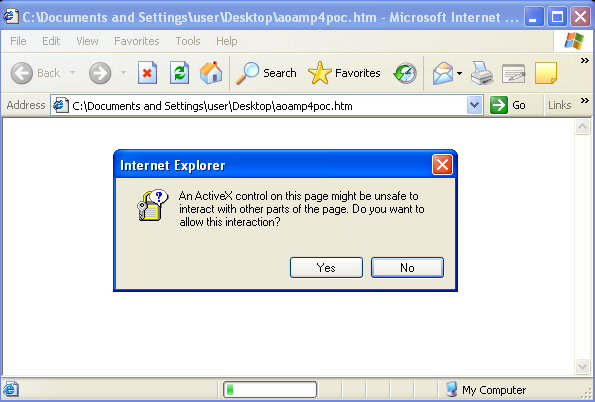 C:\Documents and Settings\user\Desktop\aoamp4poc.htm - Microsoft Internet ...
File Edit View Favorites Tools Help
Back Search Favorites »
Address C:\Documents and Settings\user\Desktop\aoamp4poc.htm Go Links »
Internet Explorer
An ActiveX control on this page might be unsafe to
interact with other parts of the page. Do you want to
allow this interaction?
Yes No
My Computer